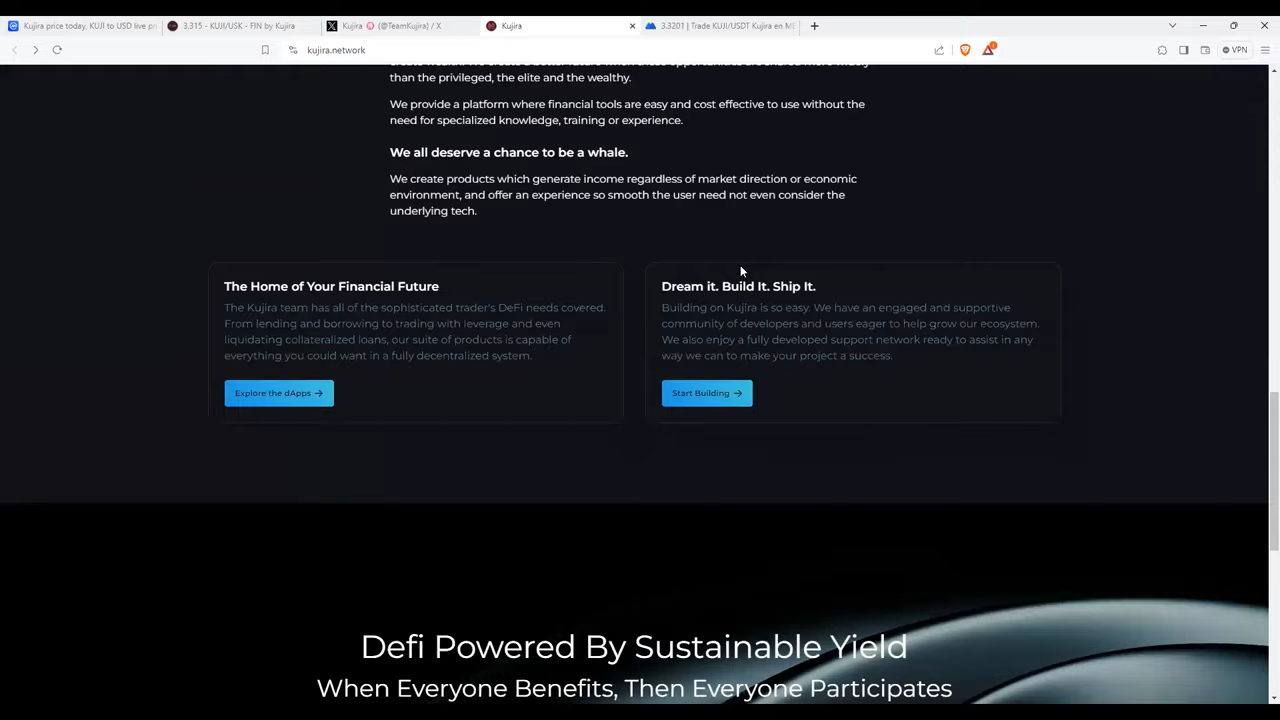 Kujira price today, KUJI to USD live pr
3,315 - KUJI/USK - FIN by Kujira
Kujira (@TeamKujira) / X
Kujira
3.3201 | Trade KUJI/USDT Kujira en ME
kujira.network
VPN
than the privileged, the elite and the wealthy.
We provide a platform where financial tools are easy and cost effective to use without the
need for specialized knowledge, training or experience.
We all deserve a chance to be a whale.
We create products which generate income regardless of market direction or economic
environment, and offer an experience so smooth the user need not even consider the
underlying tech.
The Home of Your Financial Future
The Kujira team has all of the sophisticated trader's DeFi needs covered.
From lending and borrowing to trading with leverage and even
liquidating collateralized loans, our suite of products is capable of
everything you could want in a fully decentralized system.
Explore the dApps →
Dream it. Build It. Ship It.
Building on Kujira is so easy. We have an engaged and supportive
community of developers and users eager to help grow our ecosystem.
We also enjoy a fully developed support network ready to assist in any
way we can to make your project a success.
Start Building →
Defi Powered By Sustainable Yield
When Everyone Benefits, Then Everyone Participates